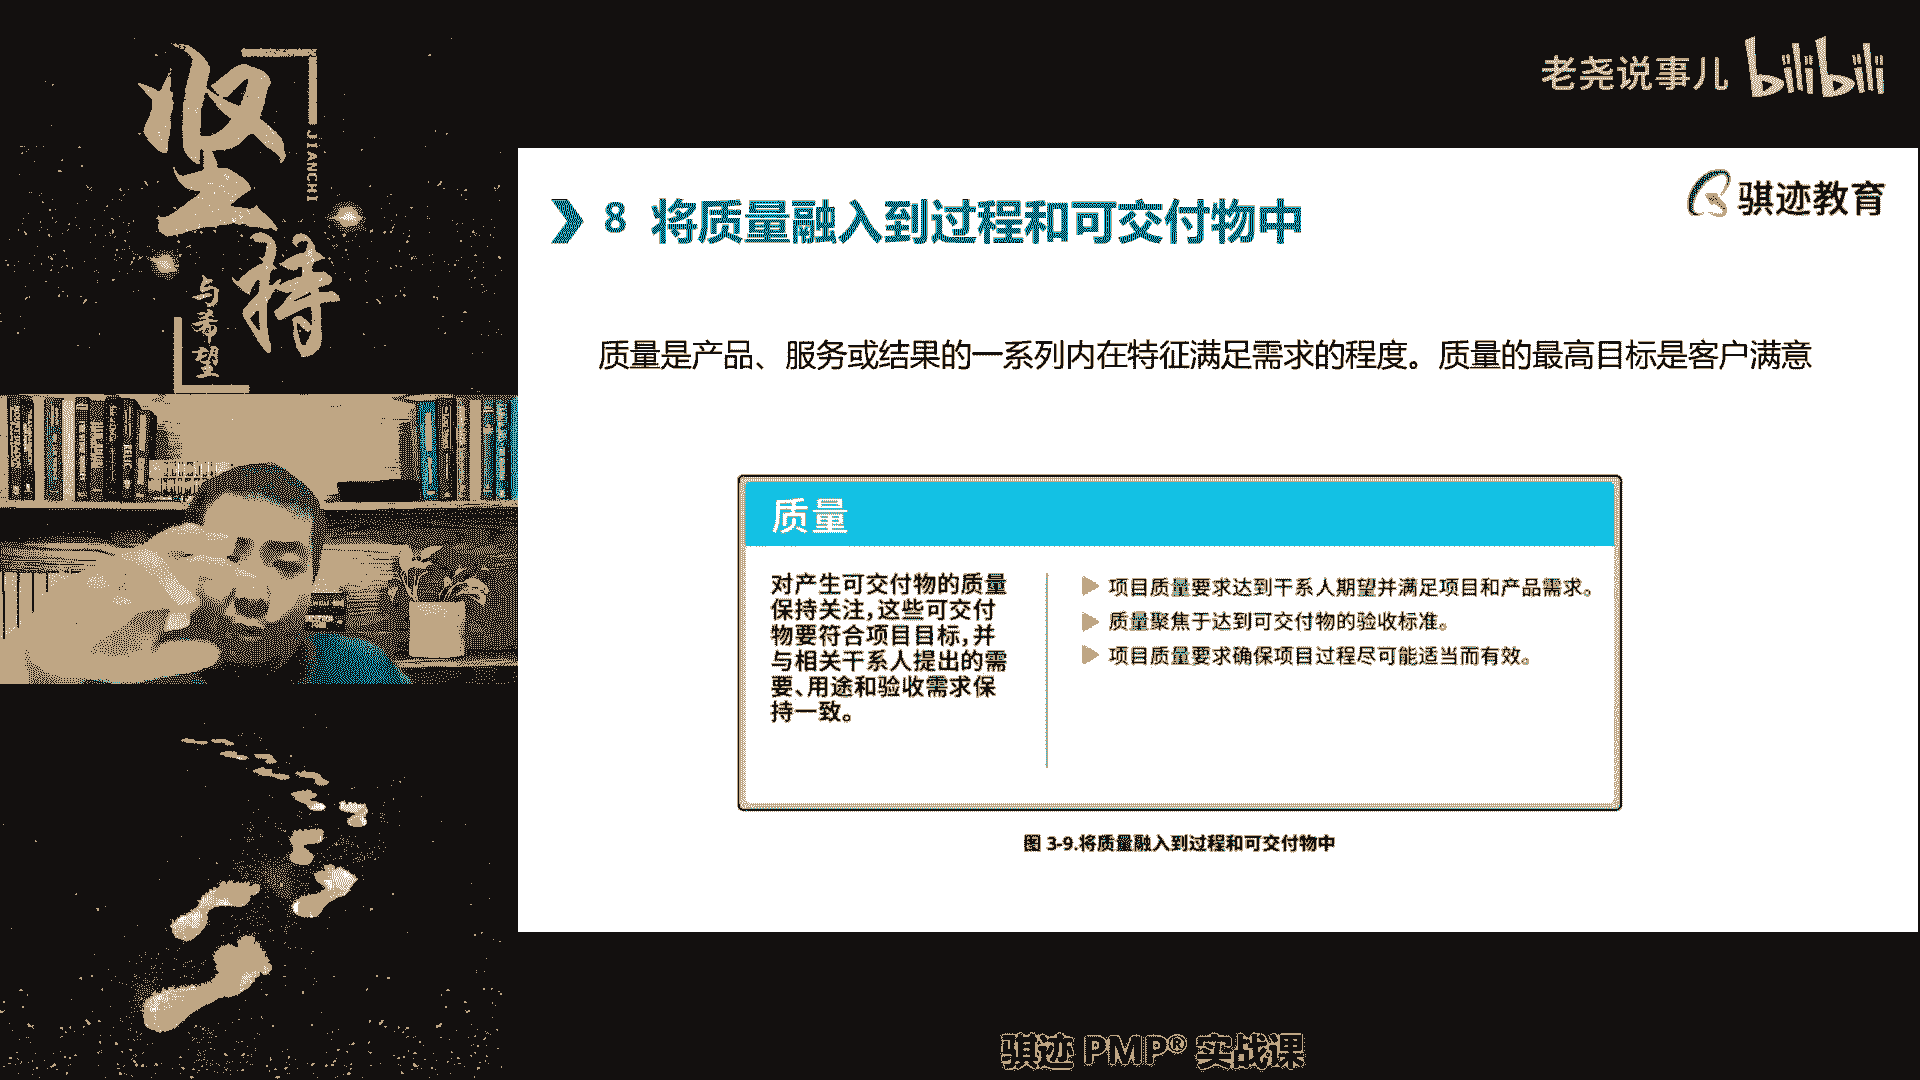 坚持
JIANCHI
与希望
老尧说事儿 bilibili
骐迹教育
8 将质量融入到过程和可交付物中
质量是产品、服务或结果的一系列内在特征满足需求的程度。质量的最高目标是客户满意
质量
对产生可交付物的质量
保持关注,这些可交付
物要符合项目目标,并
与相关干系人提出的需
要、用途和验收需求保
持一致。
项目质量要求达到干系人期望并满足项目和产品需求。
质量聚焦于达到可交付物的验收标准。
项目质量要求确保项目过程尽可能适当而有效。
图 3-9.将质量融入到过程和可交付物中
骐迹 PMP® 实战课